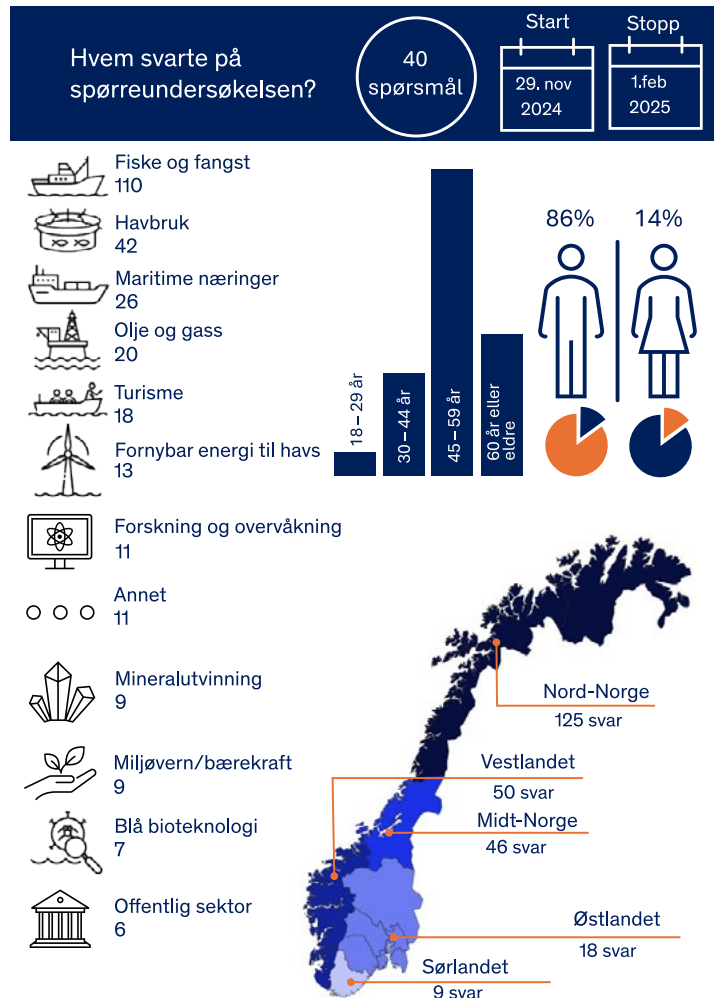 Hvem svarte på
spørreundersøkelsen?
40
spørsmål
Start
29. nov
2024
Stopp
1.feb
2025
Fiske og fangst
110
Havbruk
42
Maritime næringer
26
Olje og gass
20
Turisme
18
Fornybar energi til havs
13
Forskning og overvåkning
11
Annet
11
Mineralutvinning
9
Miljøvern/bærekraft
9
Blå bioteknologi
7
Offentlig sektor
6
18 – 29 år
30 – 44 år
45 – 59 år
60 år eller
eldre
86%
14%
Nord-Norge
125 svar
Vestlandet
50 svar
Midt-Norge
46 svar
Østlandet
18 svar
Sørlandet
9 svar